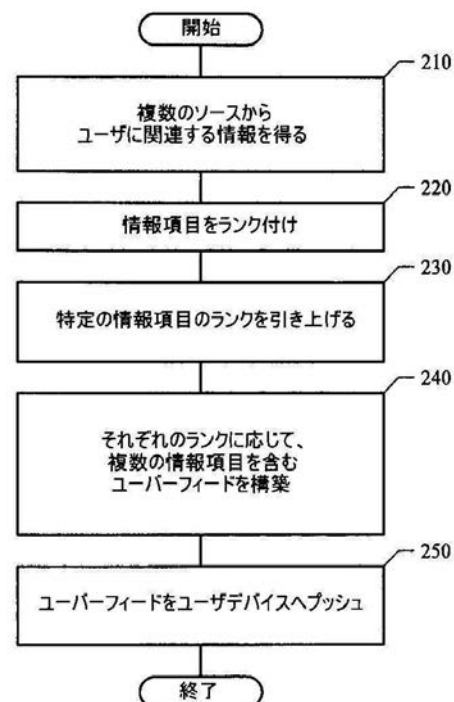 開始
210
複数のソースから
ユーザに関連する情報を得る
220
情報項目をランク付け
230
特定の情報項目のランクを引き上げる
240
それぞれのランクに応じて、
複数の情報項目を含む
ユーバーフィードを構築
250
ユーバーフィードをユーザデバイスへプッシュ
終了